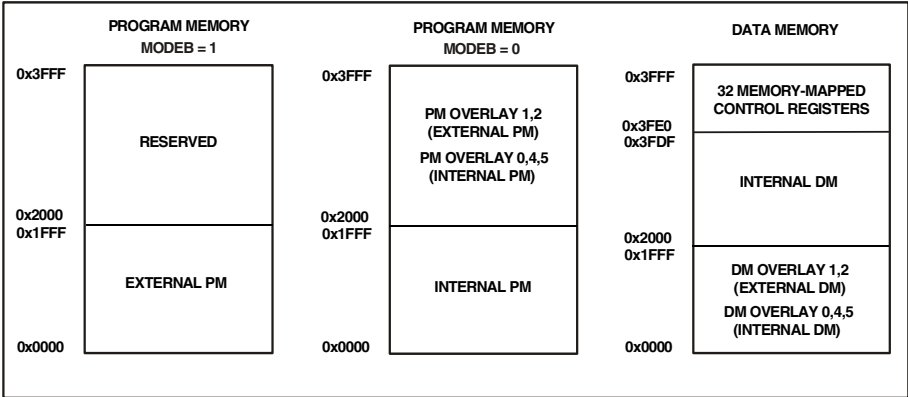 PROGRAM MEMORY
MODEB = 1
0x3FFF
RESERVED
0x2000
0x1FFF
EXTERNAL PM
0x0000
PROGRAM MEMORY
MODEB = 0
0x3FFF
PM OVERLAY 1,2
(EXTERNAL PM)
PM OVERLAY 0,4,5
(INTERNAL PM)
0x2000
0x1FFF
INTERNAL PM
0x0000
DATA MEMORY
0x3FFF
32 MEMORY-MAPPED
CONTROL REGISTERS
0x3FE0
0x3FDF
INTERNAL DM
0x2000
0x1FFF
DM OVERLAY 1,2
(EXTERNAL DM)
DM OVERLAY 0,4,5
(INTERNAL DM)
0x0000